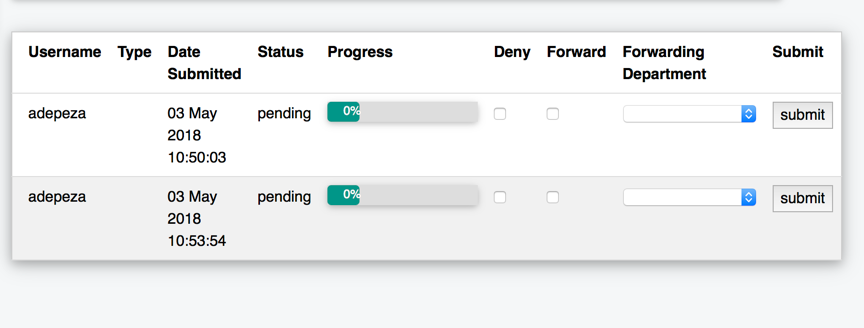 Username Type Date Submitted Status Progress Deny Forward Forwarding Department Submit
adepeza 03 May 2018 10:50:03 pending 0% submit
adepeza 03 May 2018 10:53:54 pending 0% submit